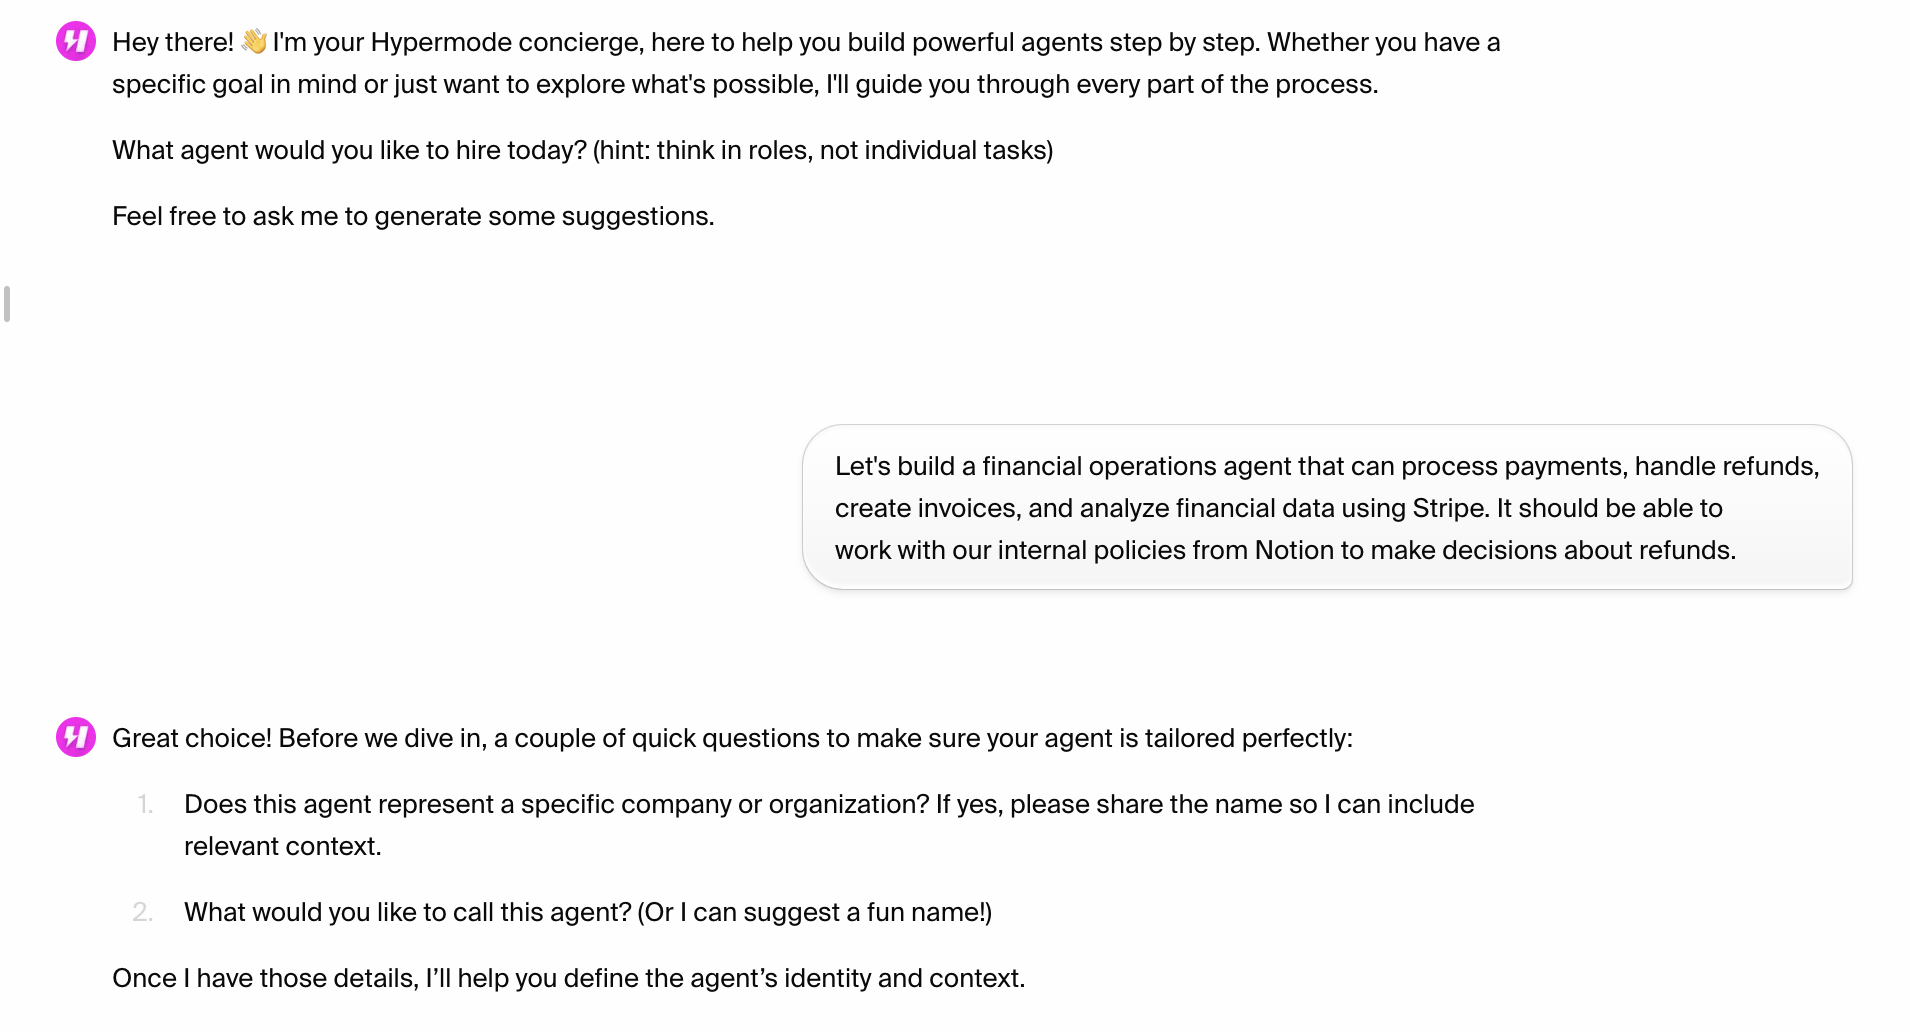 Hey there! 👋 I'm your Hypermode concierge, here to help you build powerful agents step by step. Whether you have a
specific goal in mind or just want to explore what's possible, I'll guide you through every part of the process.
What agent would you like to hire today? (hint: think in roles, not individual tasks)
Feel free to ask me to generate some suggestions.
Let's build a financial operations agent that can process payments, handle refunds,
create invoices, and analyze financial data using Stripe. It should be able to
work with our internal policies from Notion to make decisions about refunds.
Great choice! Before we dive in, a couple of quick questions to make sure your agent is tailored perfectly:
1. Does this agent represent a specific company or organization? If yes, please share the name so I can include
relevant context.
2. What would you like to call this agent? (Or I can suggest a fun name!)
Once I have those details, I’ll help you define the agent’s identity and context.